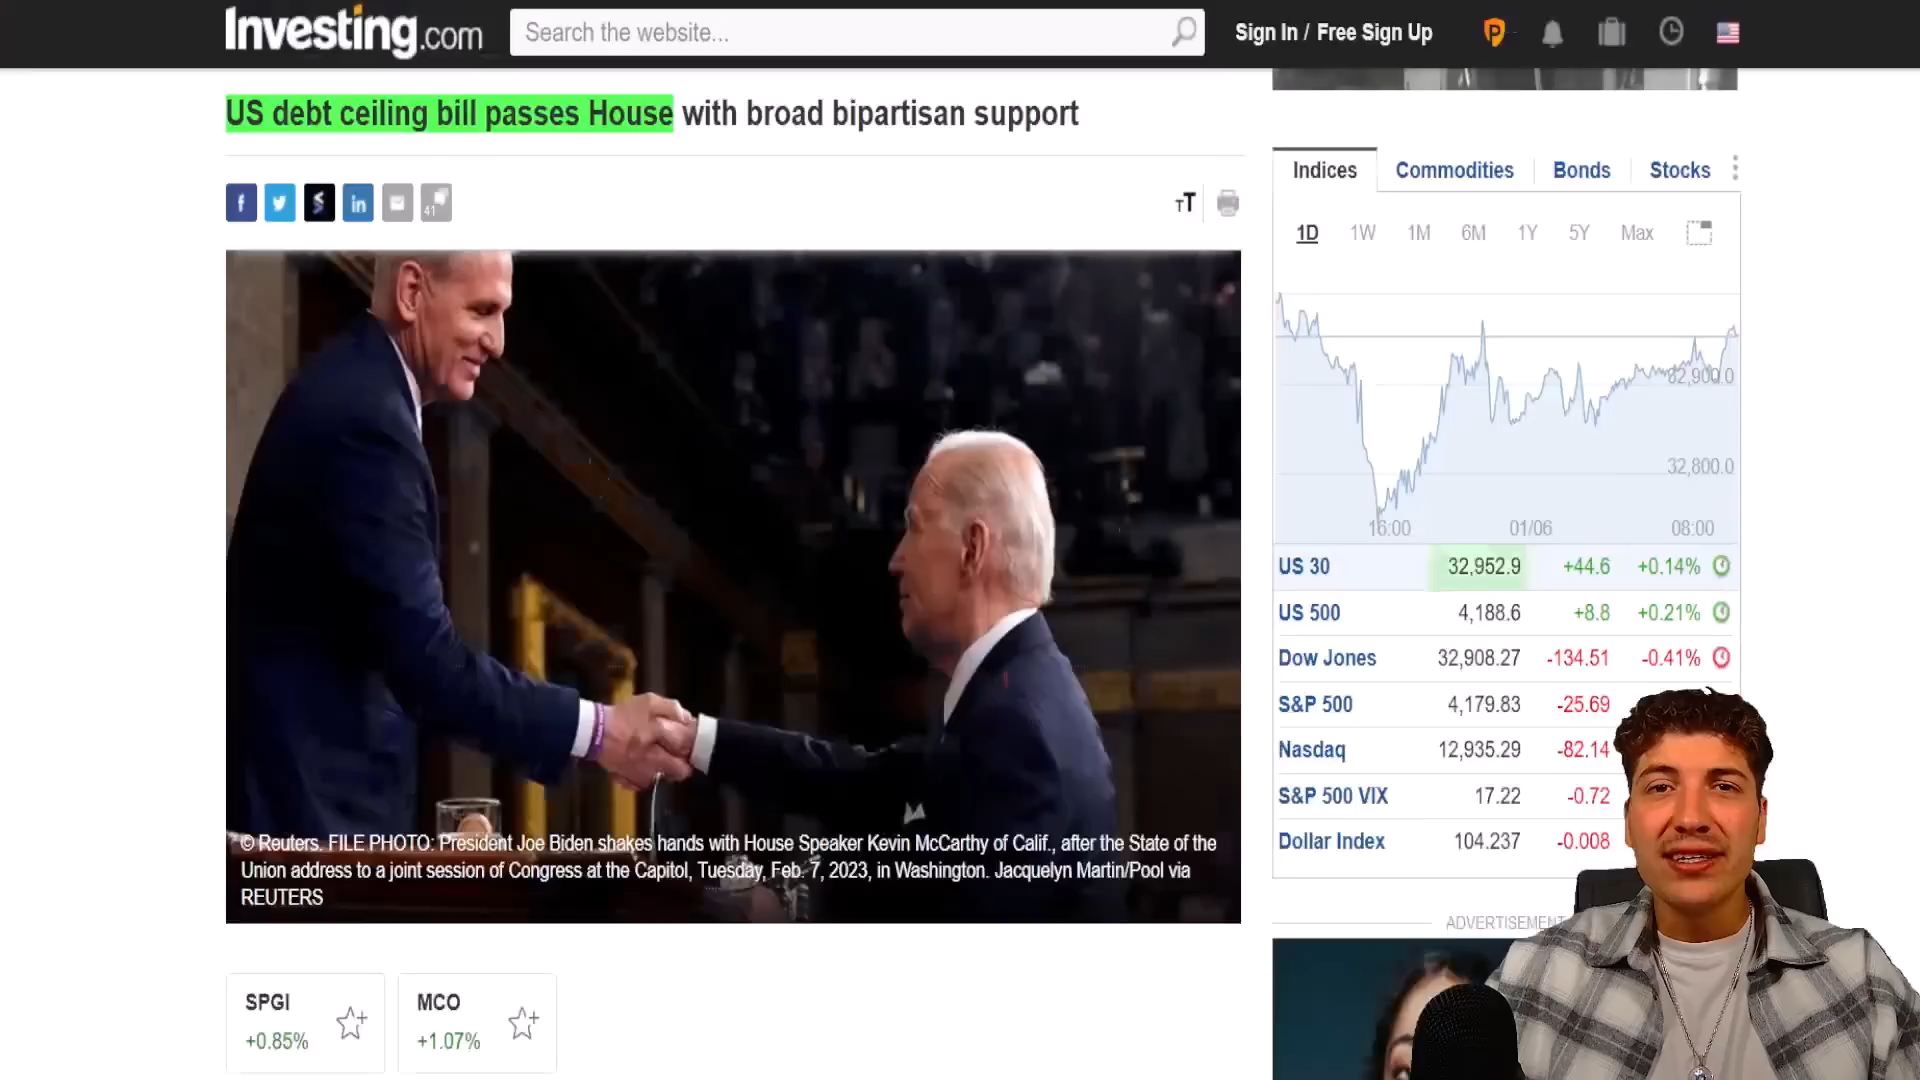 Investing.com
Search the website...
Sign In / Free Sign Up
US debt ceiling bill passes House with broad bipartisan support
41
TT
Indices
Commodities
Bonds
Stocks
1D 1W 1M 6M 1Y 5Y Max
32,900.0
32,800.0
16:00 01/06 08:00
US 30 32,952.9 +44.6 +0.14%
US 500 4,188.6 +8.8 +0.21%
Dow Jones 32,908.27 -134.51 -0.41%
S&P 500 4,179.83 -25.69
Nasdaq 12,935.29 -82.14
S&P 500 VIX 17.22 -0.72
Dollar Index 104.237 -0.008
ADVERTISEMENT
© Reuters. FILE PHOTO: President Joe Biden shakes hands with House Speaker Kevin McCarthy of Calif., after the State of the
Union address to a joint session of Congress at the Capitol, Tuesday, Feb. 7, 2023, in Washington. Jacquelyn Martin/Pool via
REUTERS
SPGI
+0.85%
MCO
+1.07%